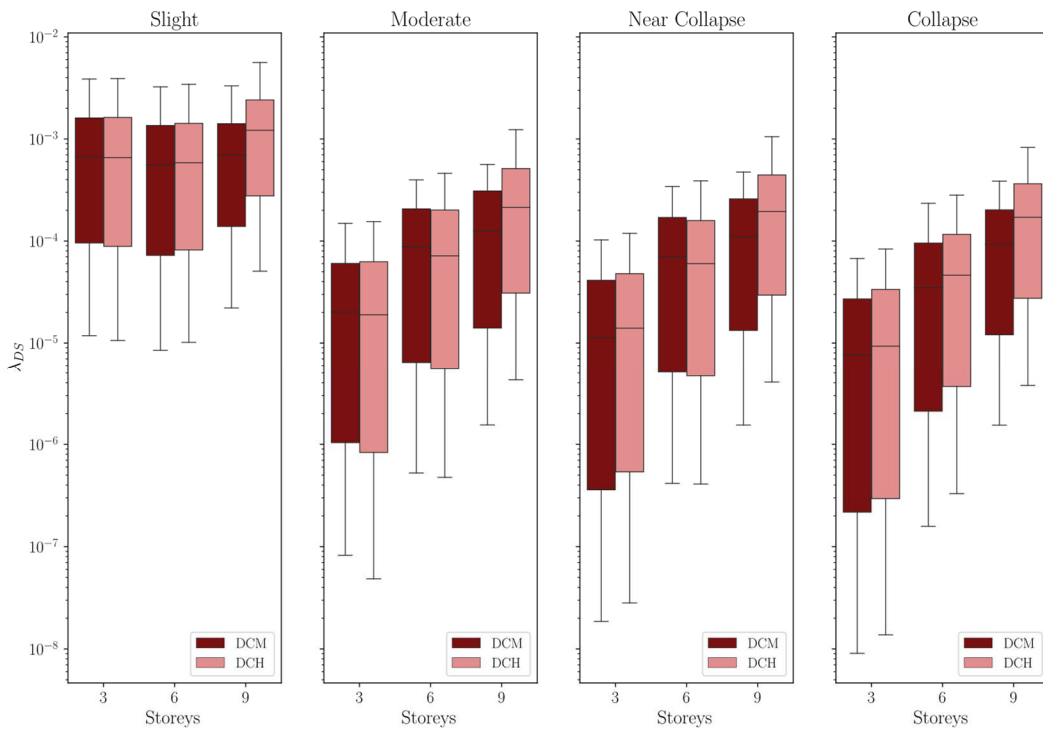 Slight
Moderate
Near Collapse
Collapse
λ_DS
10⁻²
10⁻³
10⁻⁴
10⁻⁵
10⁻⁶
10⁻⁷
10⁻⁸
DCM
DCH
DCM
DCH
DCM
DCH
DCM
DCH
3 6 9
3 6 9
3 6 9
3 6 9
Storeys
Storeys
Storeys
Storeys